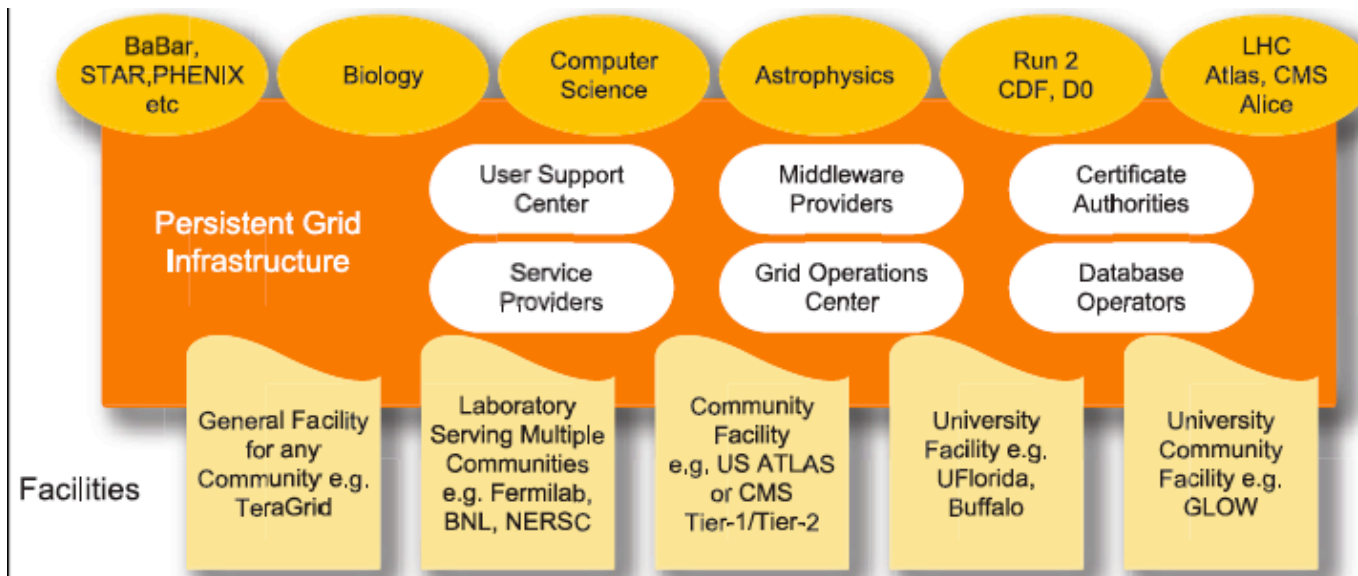 BaBar,
STAR,PHENIX
etc
Biology
Computer
Science
Astrophysics
Run 2
CDF, D0
LHC
Atlas, CMS
Alice
Persistent Grid
Infrastructure
User Support
Center
Middleware
Providers
Certificate
Authorities
Service
Providers
Grid Operations
Center
Database
Operators
Facilities
General Facility
for any
Community e.g.
TeraGrid
Laboratory
Serving Multiple
Communities
e.g. Fermilab,
BNL, NERSC
Community
Facility
e,g, US ATLAS
or CMS
Tier-1/Tier-2
University
Facility e.g.
UFlorida,
Buffalo
University
Community
Facility e.g.
GLOW